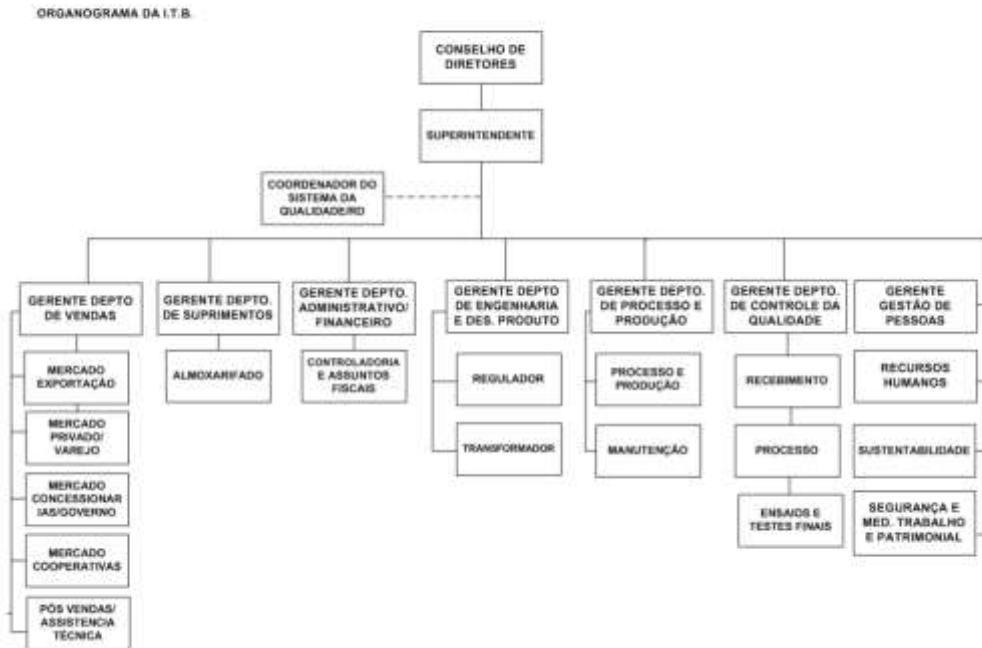 ORGANOGRAMA DA I.T.B.
CONSELHO DE
DIRETORES
SUPERINTENDENTE
COORDENADOR DO
SISTEMA DA
QUALIDADE/RD
GERENTE DEPTO
DE VENDAS
GERENTE DEPTO.
DE SUPRIMENTOS
GERENTE DEPTO.
ADMINISTRATIVO/
FINANCEIRO
GERENTE DEPTO
DE ENGENHARIA
E DES. PRODUTO
GERENTE DEPTO.
DE PROCESSO E
PRODUÇÃO
GERENTE DEPTO.
DE CONTROLE DA
QUALIDADE
GERENTE
GESTÃO DE
PESSOAS
MERCADO
EXPORTAÇÃO
ALMOXARIFADO
CONTROLADORIA
E ASSUNTOS
FISCAIS
REGULADOR
PROCESSO E
PRODUÇÃO
RECEBIMENTO
RECURSOS
HUMANOS
MERCADO
PRIVADO/
VAREJO
TRANSFORMADOR
MANUTENÇÃO
PROCESSO
SUSTENTABILIDADE
MERCADO
CONCESSIONAR
IAS/GOVERNO
ENSAIOS E
TESTES FINAIS
SEGURANÇA E
MED. TRABALHO
E PATRIMONIAL
MERCADO
COOPERATIVAS
PÓS VENDAS/
ASSISTENCIA
TÉCNICA